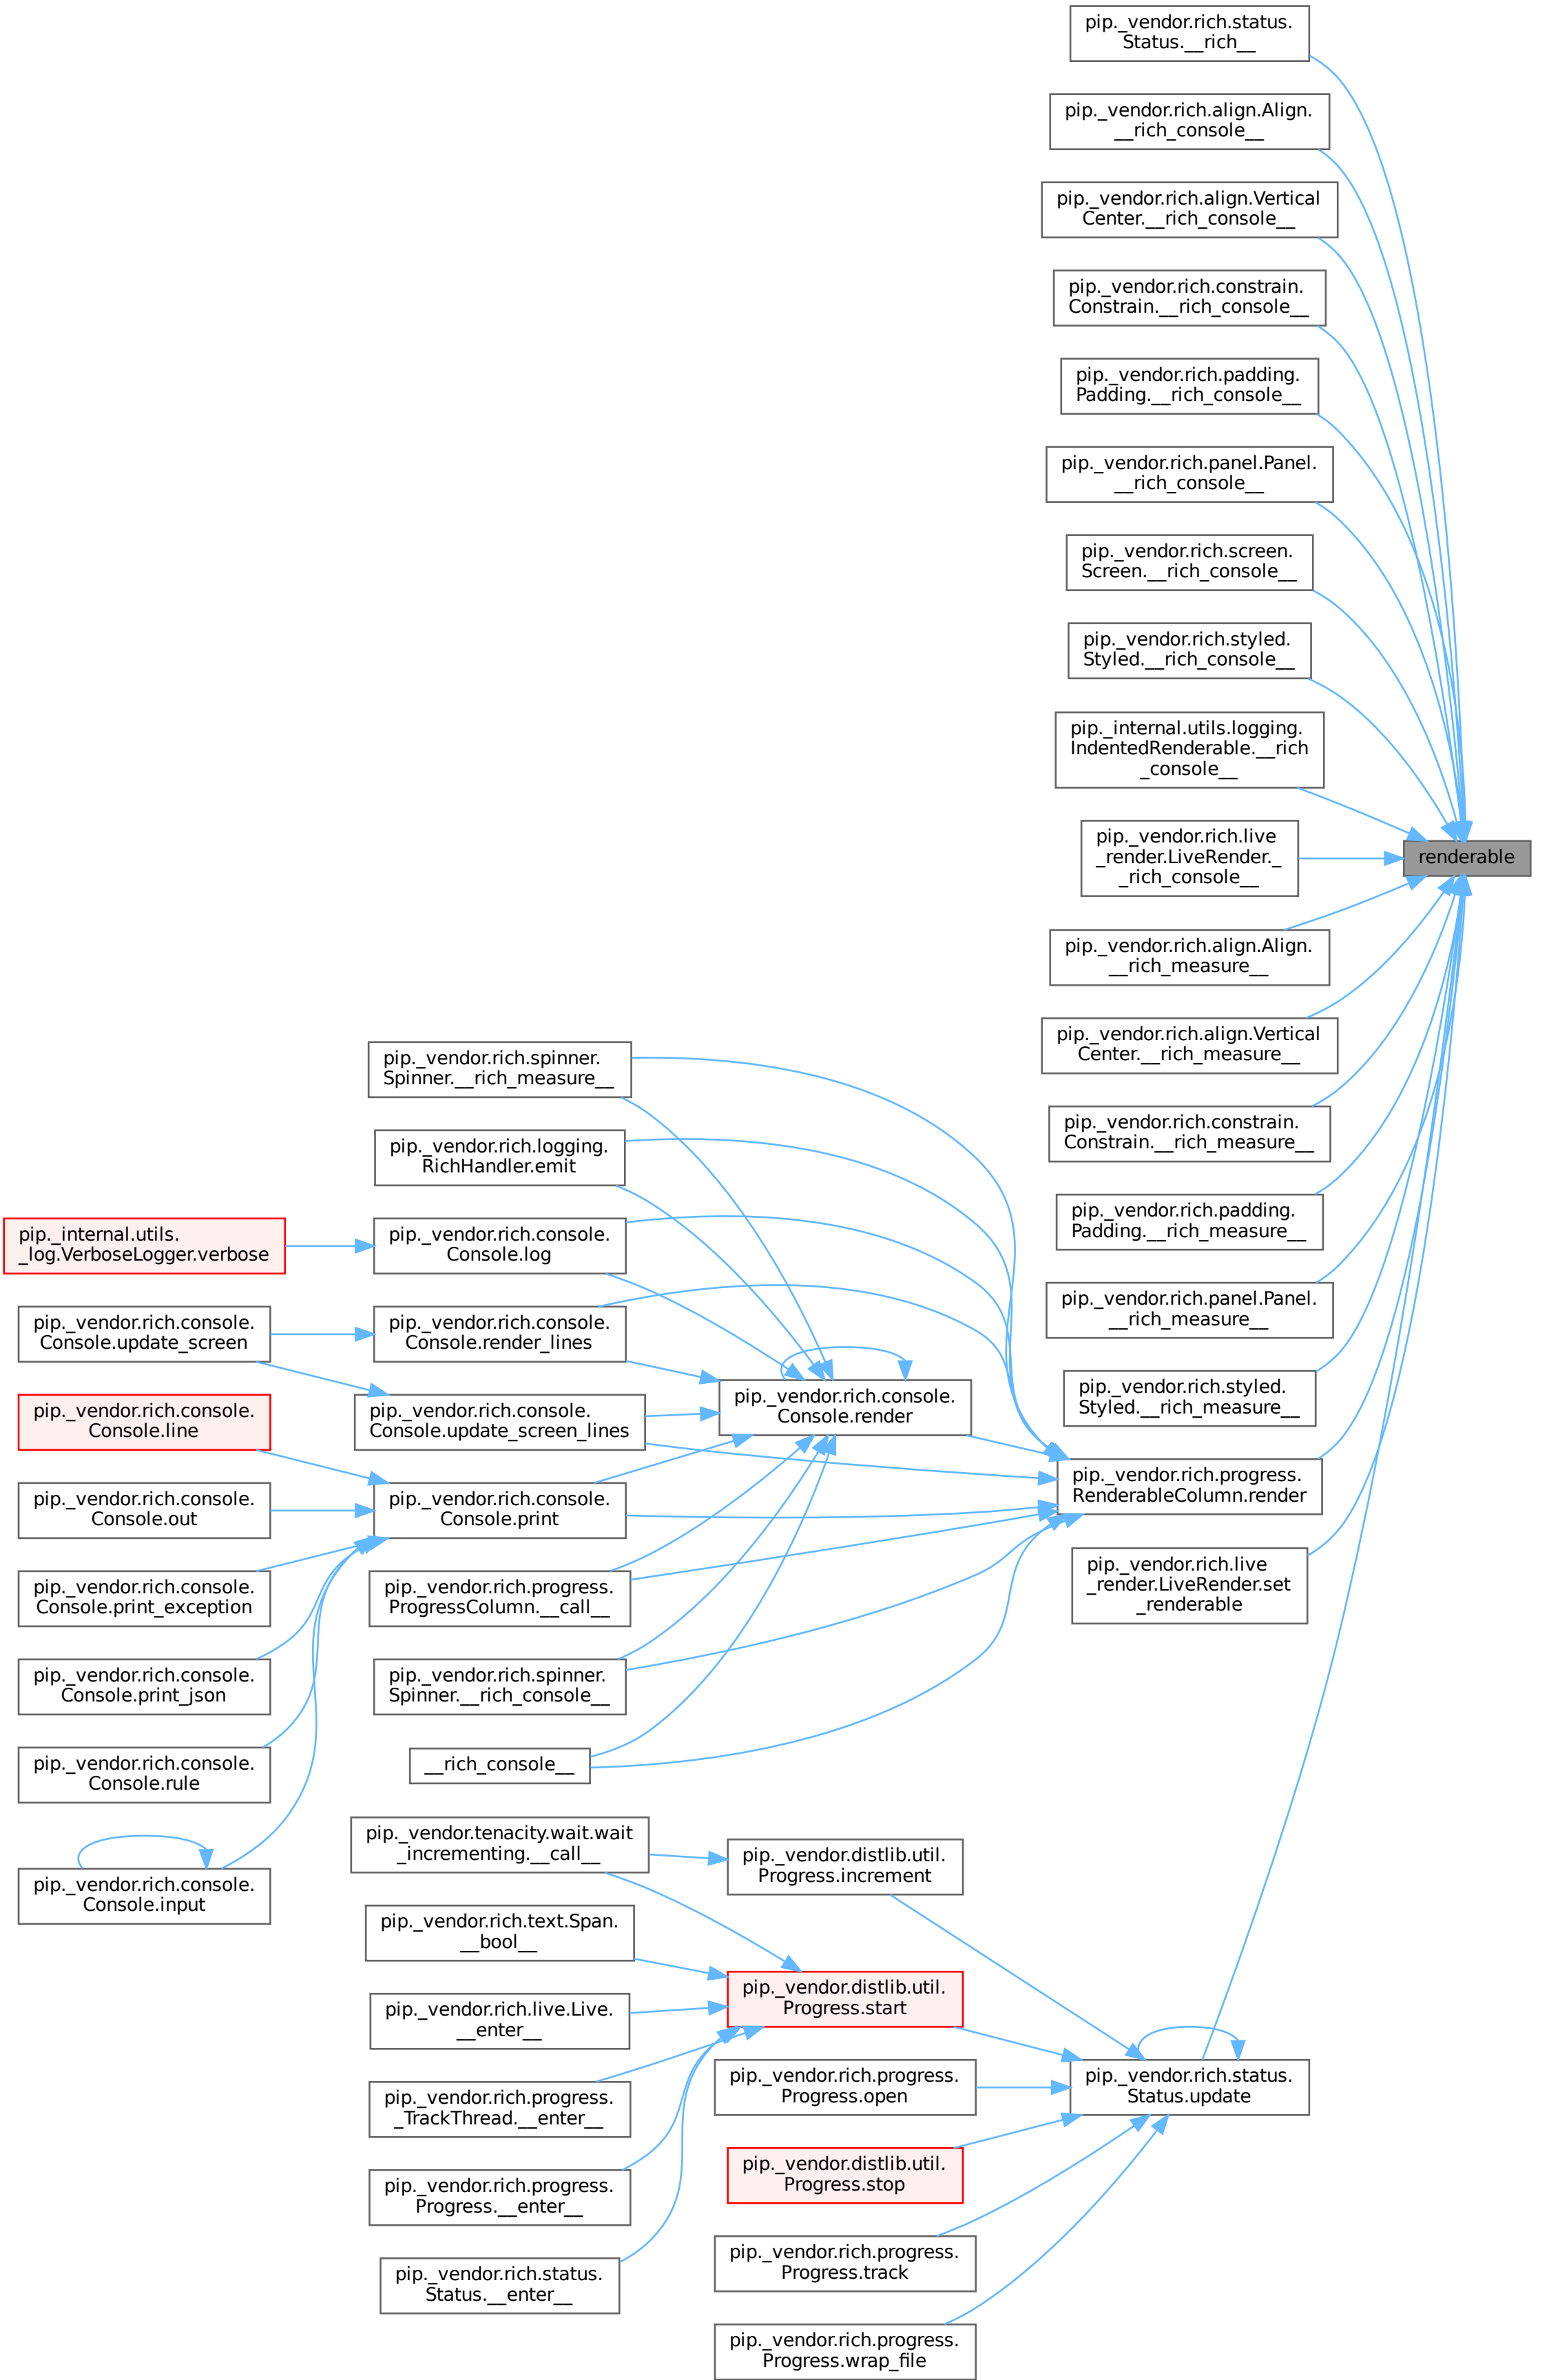 pip._vendor.rich.status.
Status.__rich__
pip._vendor.rich.align.Align.
__rich_console__
pip._vendor.rich.align.Vertical
Center.__rich_console__
pip._vendor.rich.constrain.
Constrain.__rich_console__
pip._vendor.rich.padding.
Padding.__rich_console__
pip._vendor.rich.panel.Panel.
__rich_console__
pip._vendor.rich.screen.
Screen.__rich_console__
pip._vendor.rich.styled.
Styled.__rich_console__
pip._internal.utils.logging.
IndentedRenderable.__rich
_console__
pip._vendor.rich.live
_render.LiveRender._
_rich_console__
renderable
pip._vendor.rich.align.Align.
__rich_measure__
pip._vendor.rich.align.Vertical
Center.__rich_measure__
pip._vendor.rich.constrain.
Constrain.__rich_measure__
pip._vendor.rich.padding.
Padding.__rich_measure__
pip._vendor.rich.panel.Panel.
__rich_measure__
pip._vendor.rich.styled.
Styled.__rich_measure__
pip._vendor.rich.progress.
RenderableColumn.render
pip._vendor.rich.live
_render.LiveRender.set
_renderable
pip._vendor.rich.status.
Status.update
pip._vendor.rich.console.
Console.render
pip._vendor.rich.spinner.
Spinner.__rich_measure__
pip._vendor.rich.logging.
RichHandler.emit
pip._vendor.rich.console.
Console.log
pip._vendor.rich.console.
Console.render_lines
pip._vendor.rich.console.
Console.update_screen_lines
pip._vendor.rich.console.
Console.print
pip._vendor.rich.progress.
ProgressColumn.__call__
pip._vendor.rich.spinner.
Spinner.__rich_console__
__rich_console__
pip._internal.utils.
_log.VerboseLogger.verbose
pip._vendor.rich.console.
Console.update_screen
pip._vendor.rich.console.
Console.line
pip._vendor.rich.console.
Console.out
pip._vendor.rich.console.
Console.print_exception
pip._vendor.rich.console.
Console.print_json
pip._vendor.rich.console.
Console.rule
pip._vendor.rich.console.
Console.input
pip._vendor.tenacity.wait.wait
_incrementing.__call__
pip._vendor.rich.text.Span.
__bool__
pip._vendor.rich.live.Live.
__enter__
pip._vendor.rich.progress.
_TrackThread.__enter__
pip._vendor.rich.progress.
Progress.__enter__
pip._vendor.rich.status.
Status.__enter__
pip._vendor.distlib.util.
Progress.increment
pip._vendor.distlib.util.
Progress.start
pip._vendor.rich.progress.
Progress.open
pip._vendor.distlib.util.
Progress.stop
pip._vendor.rich.progress.
Progress.track
pip._vendor.rich.progress.
Progress.wrap_file